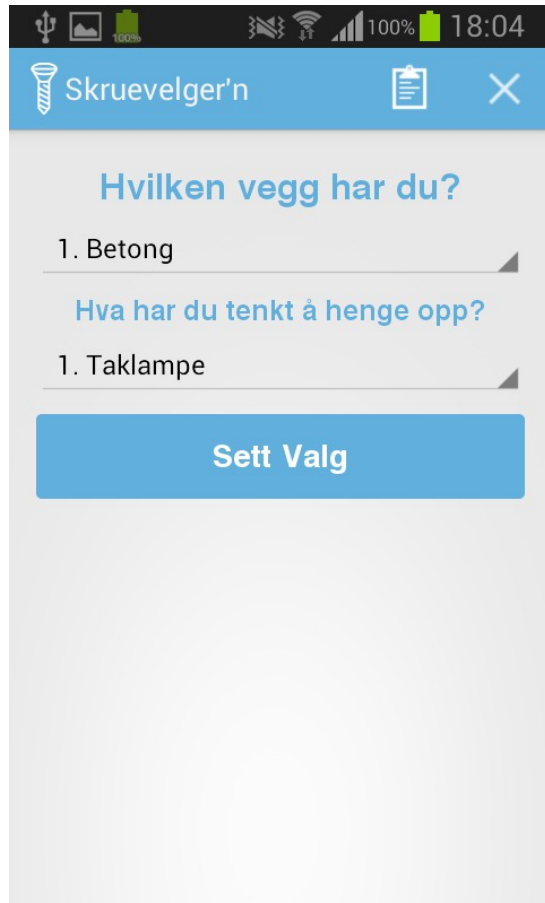 100%
100% 18:04
Skruevelger'n
Hvilken vegg har du?
1. Betong
Hva har du tenkt å henge opp?
1. Taklampe
Sett Valg